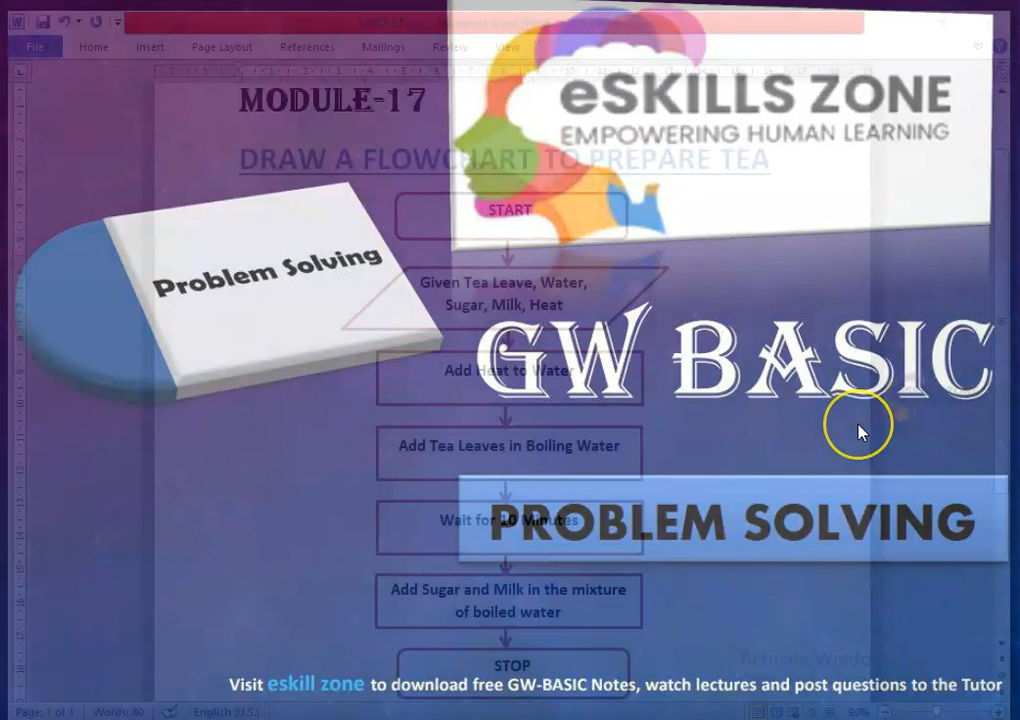 File Home Insert Page Layout References Mailings Review View
MODULE-17
eSKILLS ZONE
EMPOWERING HUMAN LEARNING
DRAW A FLOWCHART TO PREPARE TEA
START
Problem Solving
Given Tea Leave, Water,
Sugar, Milk, Heat
GW BASIC
Add Heat to Water
Add Tea Leaves in Boiling Water
Wait for 10 Minutes
PROBLEM SOLVING
Add Sugar and Milk in the mixture
of boiled water
STOP
Visit eskill zone to download free GW-BASIC Notes, watch lectures and post questions to the Tutor
Page: 1 of 1 Words: 40 English (U.S.) 90%